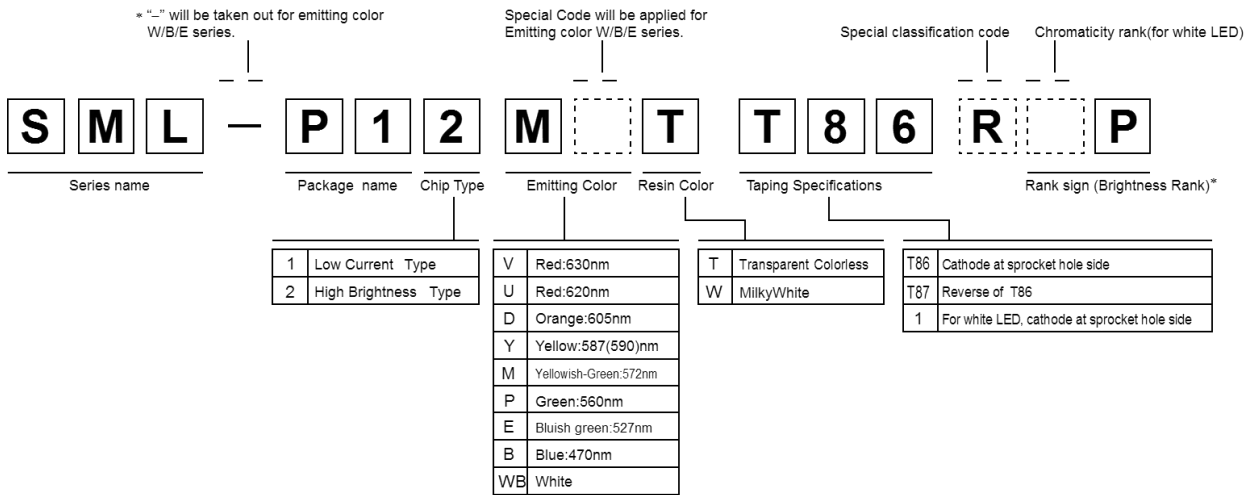 * “–” will be taken out for emitting color
W/B/E series.
Special Code will be applied for
Emitting color W/B/E series.
Special classification code
Chromaticity rank(for white LED)
S M L – P 1 2 M T T 8 6 R P
Series name
Package name
Chip Type
Emitting Color
Resin Color
Taping Specifications
Rank sign (Brightness Rank)*
1 Low Current Type
2 High Brightness Type
V Red:630nm
U Red:620nm
D Orange:605nm
Y Yellow:587(590)nm
M Yellowish-Green:572nm
P Green:560nm
E Bluish green:527nm
B Blue:470nm
WB White
T Transparent Colorless
W MilkyWhite
T86 Cathode at sprocket hole side
T87 Reverse of T86
1 For white LED, cathode at sprocket hole side